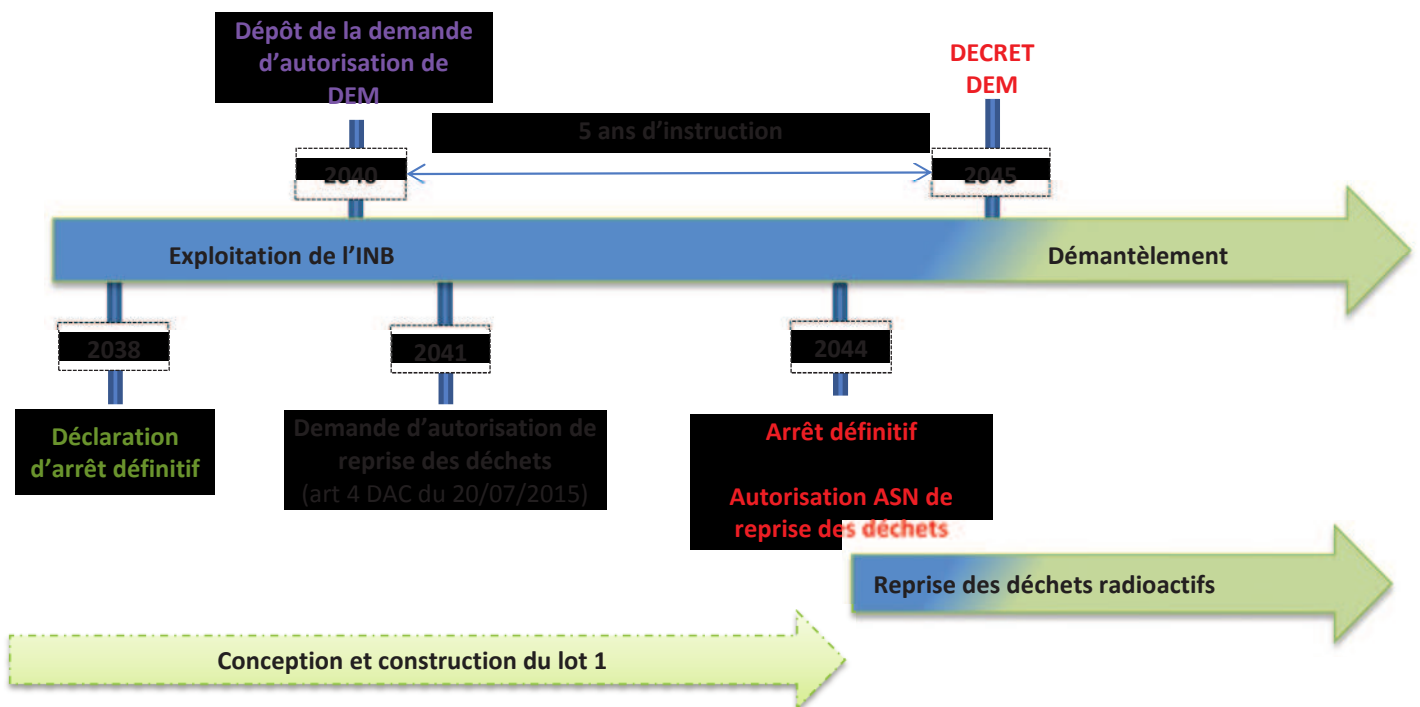 Dépôt de la demande
d'autorisation de
DEM
DECRET
DEM
5 ans d'instruction
2040
2045
Exploitation de l'INB
Démantèlement
2038
2041
2044
Déclaration
d'arrêt définitif
Demande d'autorisation de
reprise des déchets
(art 4 DAC du 20/07/2015)
Arrêt définitif
Autorisation ASN de
reprise des déchets
Reprise des déchets radioactifs
Conception et construction du lot 1